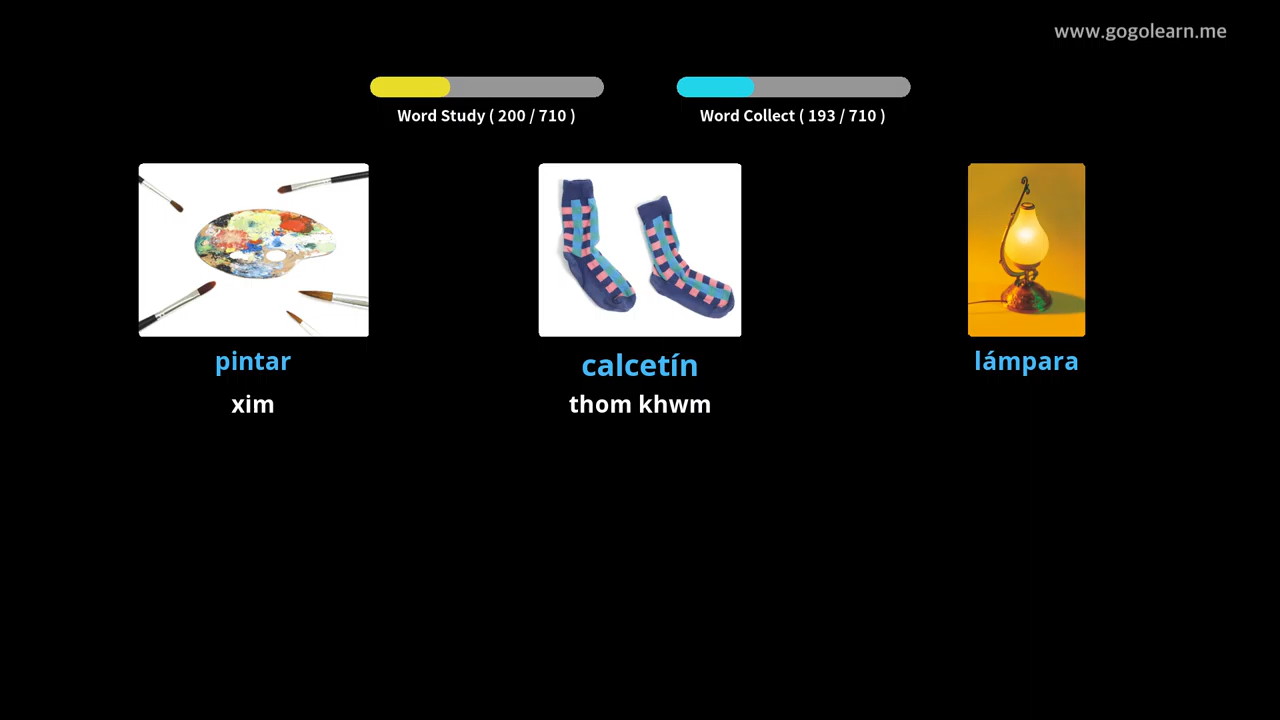 www.gogolearn.me
Word Study ( 200 / 710 )
Word Collect ( 193 / 710 )
pintar
calcetín
lámpara
xim
thom khwm